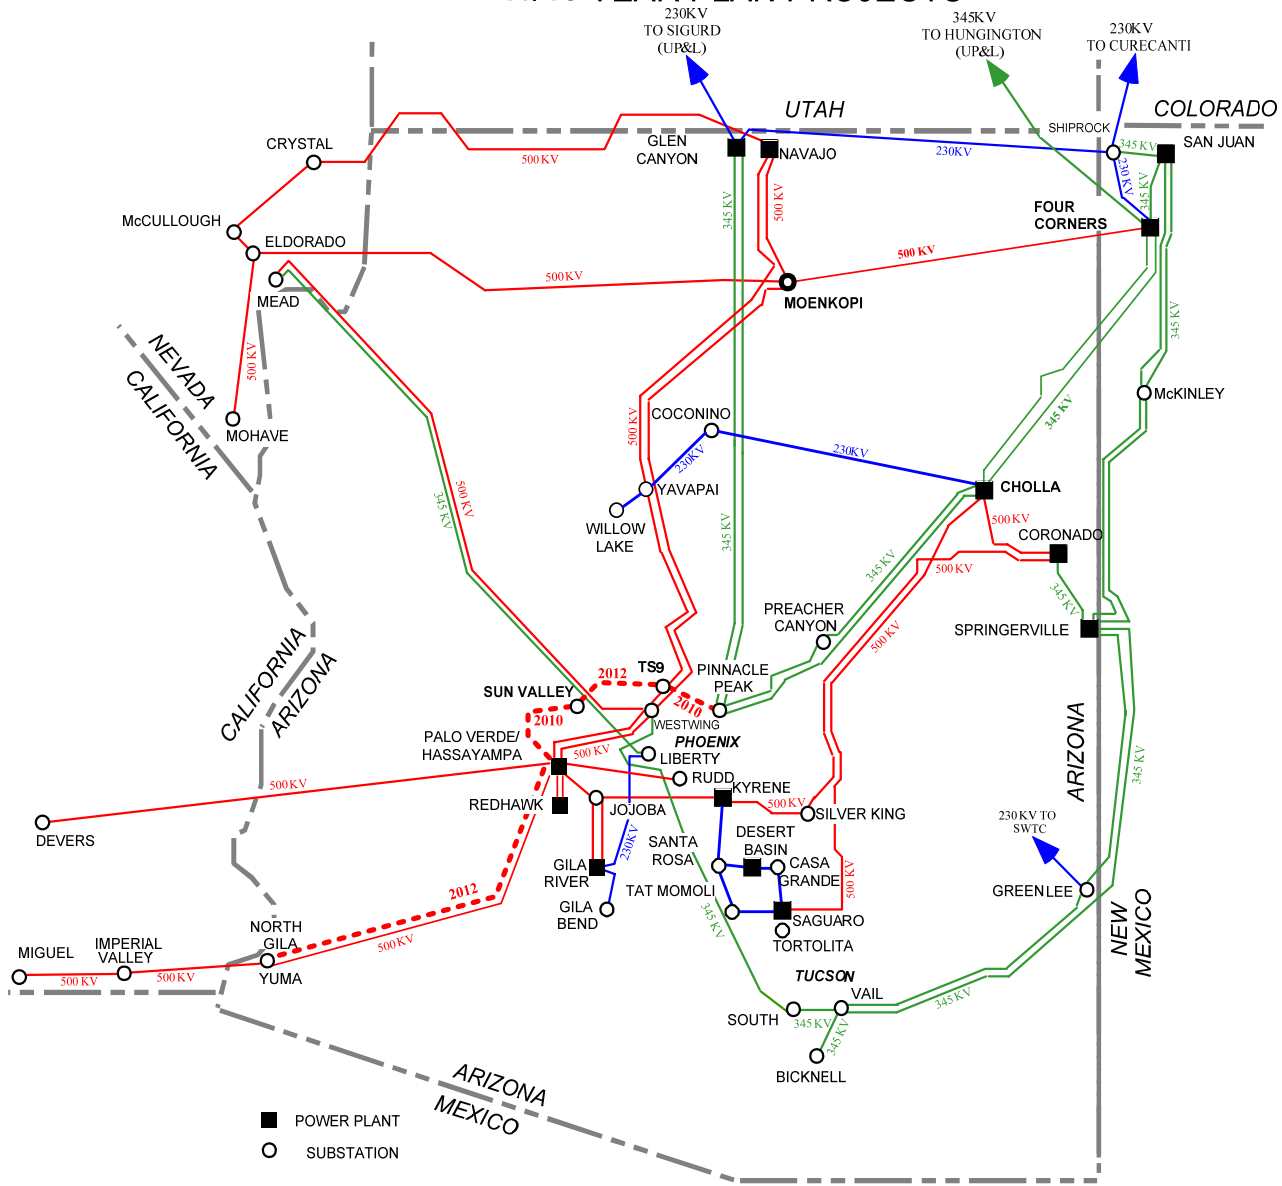 230KV
TO SIGURD
(UP&L)
345KV
TO HUNGINGTON
(UP&L)
230KV
TO CURECANTI
UTAH
COLORADO
SHIPROCK
SAN JUAN
345 KV
CRYSTAL
500 KV
GLEN
CANYON
NAVAJO
230KV
230 KV
345 KV
345 KV
500 KV
McCULLOUGH
ELDORADO
FOUR
CORNERS
500 KV
500 KV
MEAD
MOENKOPI
345 KV
NEVADA
CALIFORNIA
500 KV
MOHAVE
McKINLEY
COCONINO
500 KV
230KV
230KV
345 KV
YAVAPAI
CHOLLA
500 KV
345 KV
WILLOW
LAKE
345 KV
500 KV
CORONADO
345 KV
500 KV
345 KV
PREACHER
CANYON
500 KV
SPRINGERVILLE
CALIFORNIA
ARIZONA
TS9
2012
PINNACLE
PEAK
SUN VALLEY
2010
2010
WESTWING
PALO VERDE/
HASSAYAMPA
500 KV
PHOENIX
LIBERTY
RUDD
ARIZONA
345 KV
500 KV
REDHAWK
JOJOBA
KYRENE
500 KV
SILVER KING
DEVERS
230KV
SANTA
ROSA
DESERT
BASIN
CASA
GRANDE
230 KV TO
SWTC
GILA
RIVER
TAT MOMOLI
500 KV
GREENLEE
2012
GILA
BEND
SAGUARO
TORTOLITA
345 KV
NORTH
GILA
NEW
MEXICO
500 KV
MIGUEL
IMPERIAL
VALLEY
YUMA
500 KV
500 KV
TUCSON
VAIL
345 KV
SOUTH
345 KV
345 KV
BICKNELL
ARIZONA
MEXICO
POWER PLANT
SUBSTATION